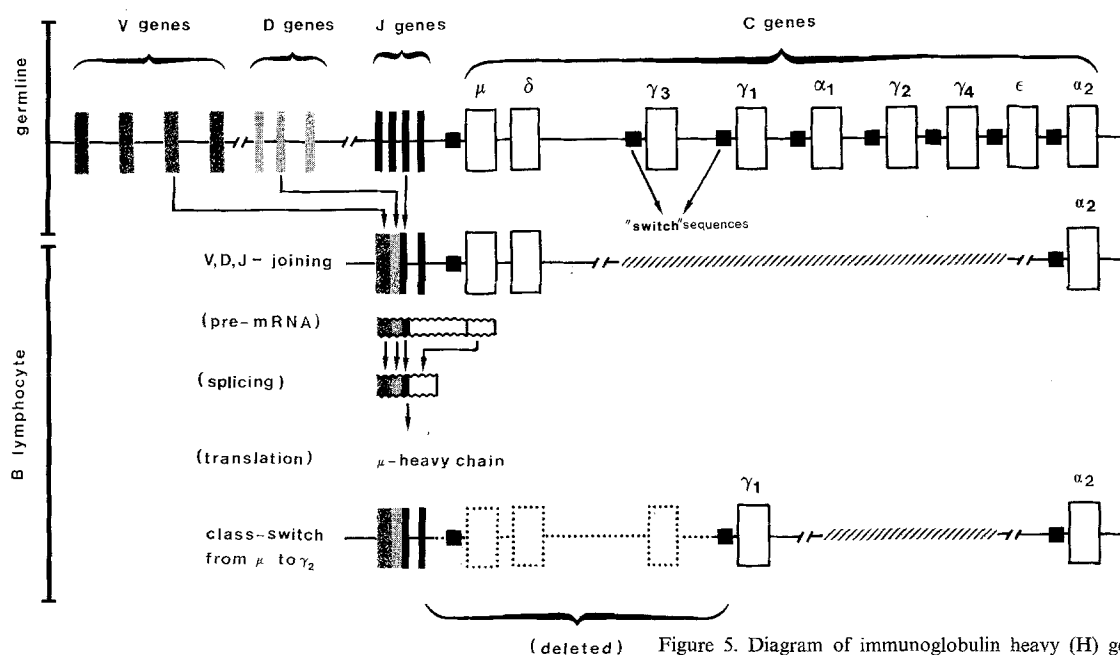 V genes D genes J genes C genes
germline
μ δ γ3 γ1 α1 γ2 γ4 ϵ α2
"switch" sequences
α2
B lymphocyte
V,D,J- joining
(pre-mRNA)
(splicing)
(translation) μ-heavy chain
γ1 α2
class-switch
from μ to γ2
(deleted)
Figure 5. Diagram of immunoglobulin heavy (H) g